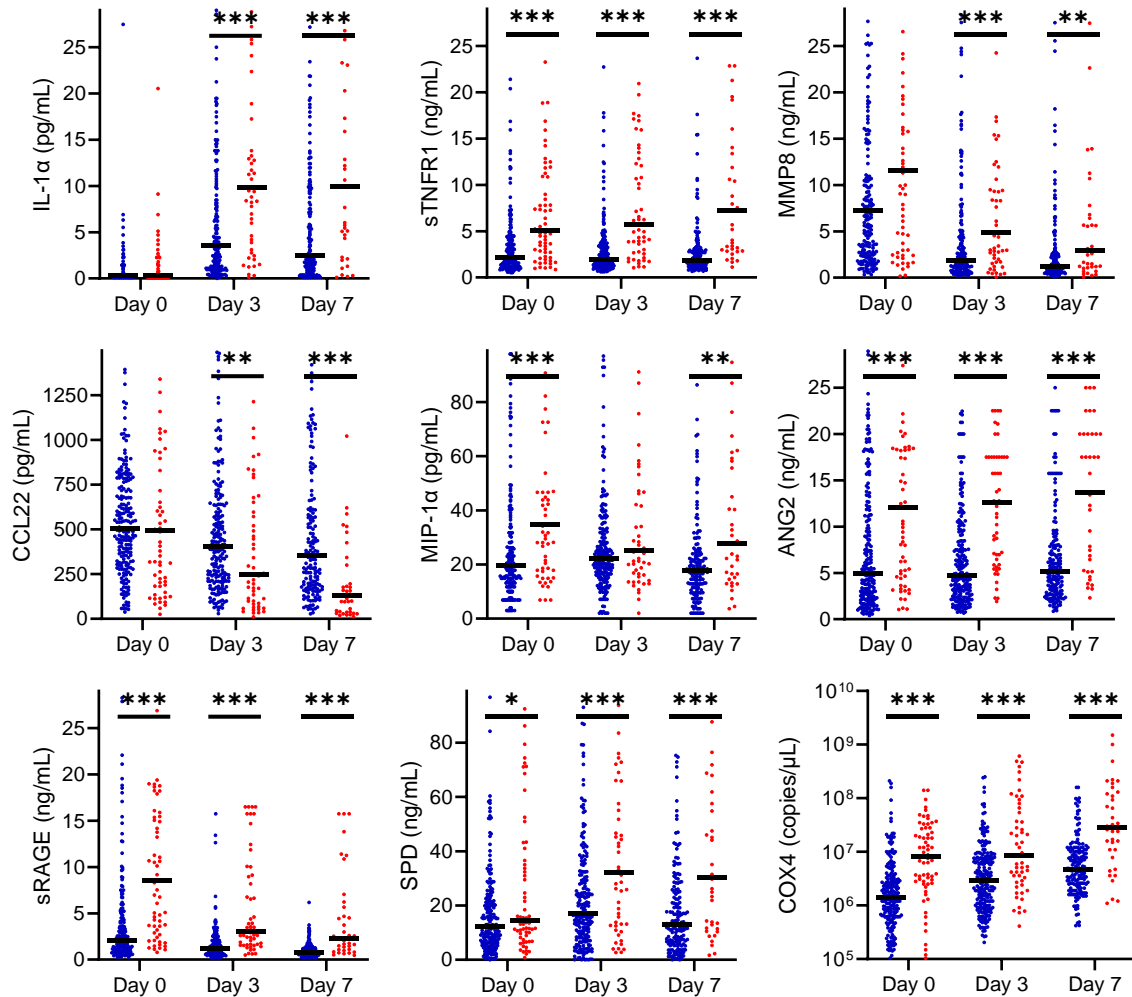 *** ***
IL-1α (pg/mL)
25
20
15
10
5
0
Day 0 Day 3 Day 7
*** *** ***
sTNFR1 (ng/mL)
25
20
15
10
5
0
Day 0 Day 3 Day 7
*** **
MMP8 (ng/mL)
25
20
15
10
5
0
Day 0 Day 3 Day 7
** ***
CCL22 (pg/mL)
1250
1000
750
500
250
0
Day 0 Day 3 Day 7
*** **
MIP-1α (pg/mL)
80
60
40
20
0
Day 0 Day 3 Day 7
*** *** ***
ANG2 (ng/mL)
25
20
15
10
5
0
Day 0 Day 3 Day 7
*** *** ***
sRAGE (ng/mL)
25
20
15
10
5
0
Day 0 Day 3 Day 7
* *** ***
SPD (ng/mL)
80
60
40
20
0
Day 0 Day 3 Day 7
*** *** ***
COX4 (copies/µL)
10¹⁰
10⁹
10⁸
10⁷
10⁶
10⁵
Day 0 Day 3 Day 7